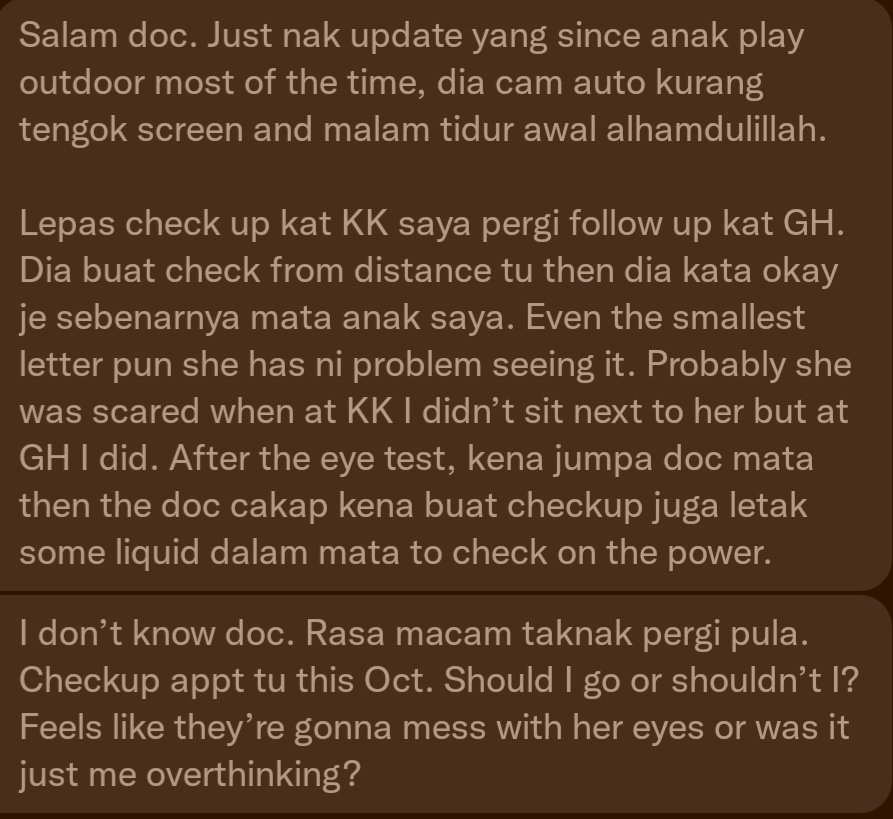 Salam doc. Just nak update yang since anak play
outdoor most of the time, dia cam auto kurang
tengok screen and malam tidur awal alhamdulillah.
Lepas check up kat KK saya pergi follow up kat GH.
Dia buat check from distance tu then dia kata okay
je sebenarnya mata anak saya. Even the smallest
letter pun she has ni problem seeing it. Probably she
was scared when at KK I didn’t sit next to her but at
GH I did. After the eye test, kena jumpa doc mata
then the doc cakap kena buat checkup juga letak
some liquid dalam mata to check on the power.
I don’t know doc. Rasa macam taknak pergi pula.
Checkup appt tu this Oct. Should I go or shouldn’t I?
Feels like they’re gonna mess with her eyes or was it
just me overthinking?